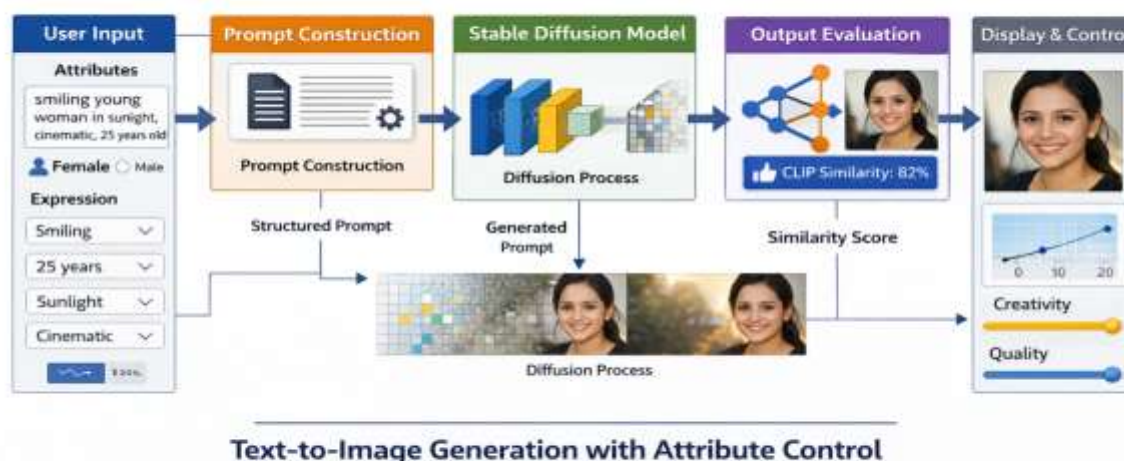 User Input
Attributes
smiling young
woman in sunlight,
cinematic, 25 years old
Female
Male
Expression
Smiling
25 years
Sunlight
Cinematic
Prompt Construction
Prompt Construction
Structured Prompt
Stable Diffusion Model
Diffusion Process
Generated
Prompt
Diffusion Process
Output Evaluation
CLIP Similarity: 82%
Similarity Score
Display & Contro
0 10 20
Creativity
Quality
Text-to-Image Generation with Attribute Control